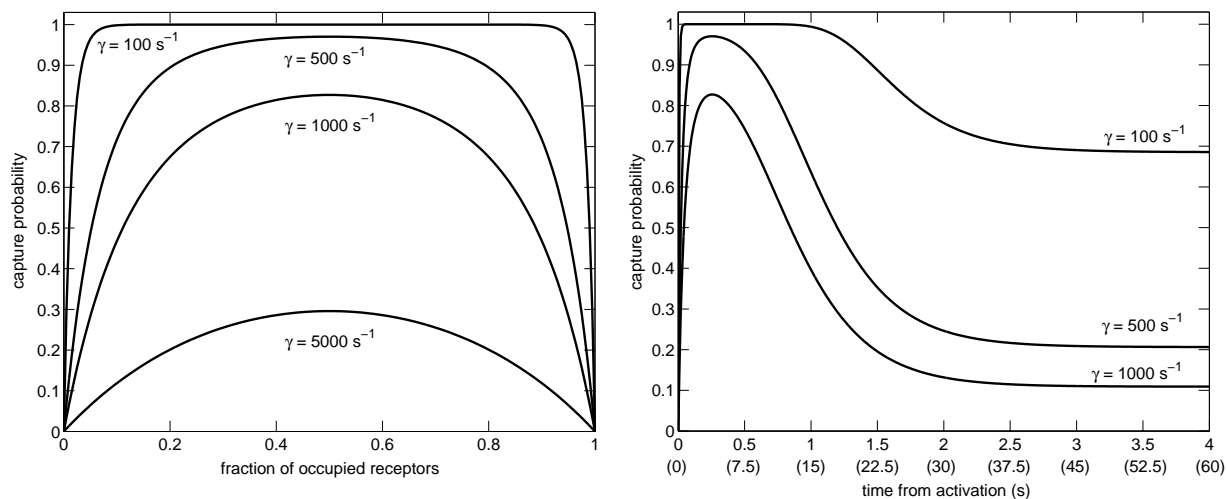 1
0.9
0.8
0.7
0.6
0.5
0.4
0.3
0.2
0.1
0
capture probability
γ = 100 s⁻¹
γ = 500 s⁻¹
γ = 1000 s⁻¹
γ = 5000 s⁻¹
0 0.2 0.4 0.6 0.8 1
fraction of occupied receptors
1
0.9
0.8
0.7
0.6
0.5
0.4
0.3
0.2
0.1
0
capture probability
γ = 100 s⁻¹
γ = 500 s⁻¹
γ = 1000 s⁻¹
0 0.5 1 1.5 2 2.5 3 3.5 4
(0) (7.5) (15) (22.5) (30) (37.5) (45) (52.5) (60)
time from activation (s)